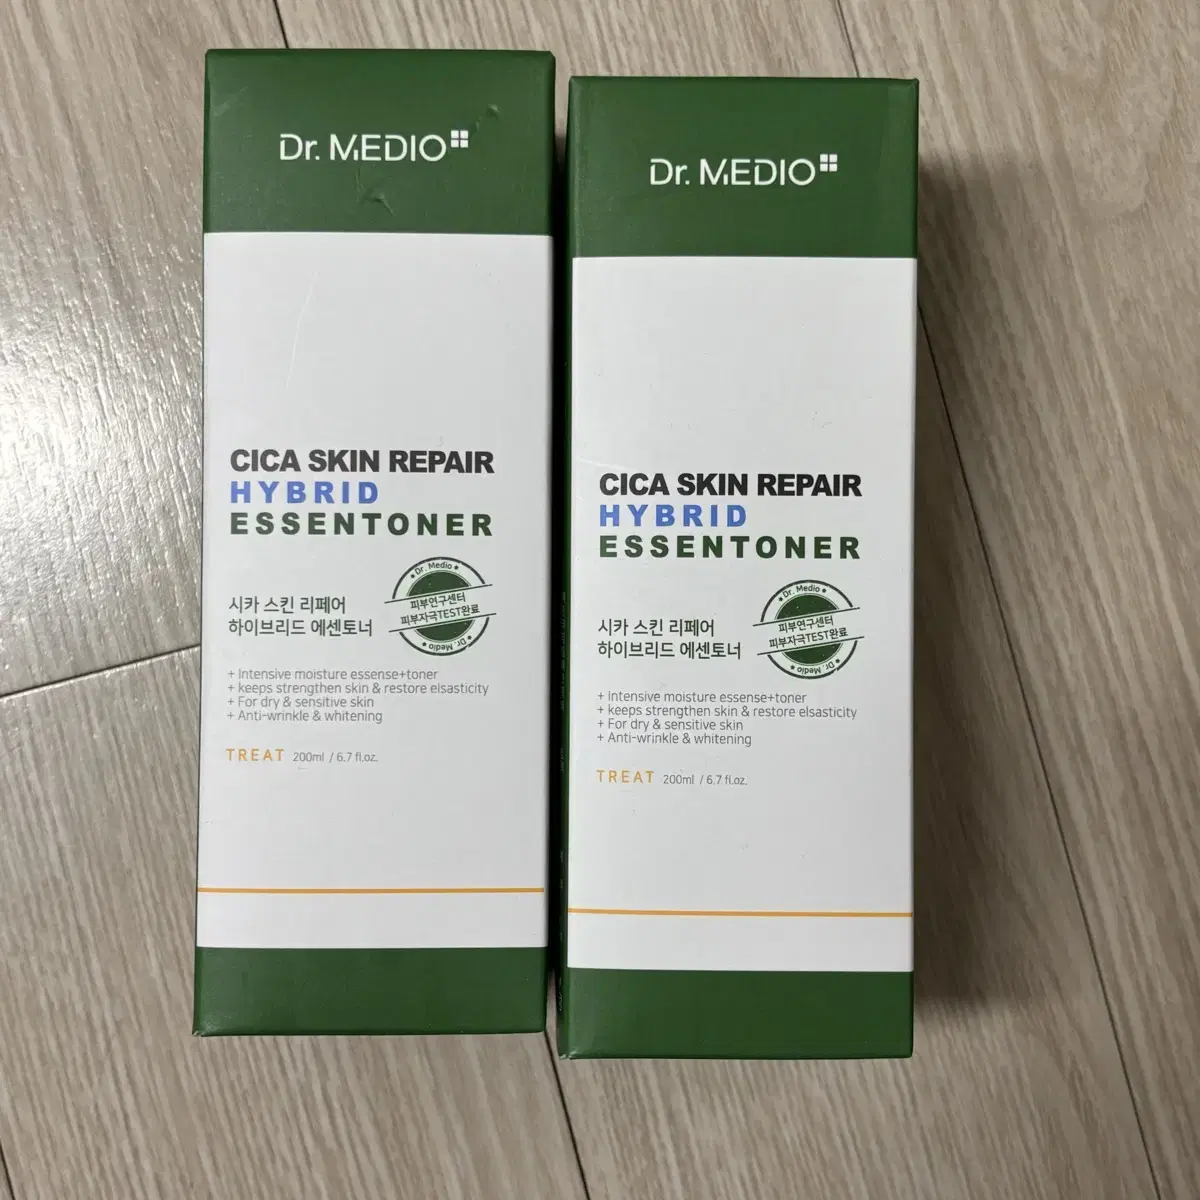 Dr. MEDIO
CICA SKIN REPAIR
HYBRID
ESSENTONER
시카 스킨 리페어
하이브리드 에센토너
Dr. Medio
피부연구센터
피부자극TEST완료
Dr. Medio
+ Intensive moisture essense+toner
+ keeps strengthen skin & restore elsasticity
+ For dry & sensitive skin
+ Anti-wrinkle & whitening
TREAT 200ml / 6.7 fl.oz.
Dr. MEDIO
CICA SKIN REPAIR
HYBRID
ESSENTONER
시카 스킨 리페어
하이브리드 에센토너
Dr. Medio
피부연구센터
피부자극TEST완료
Dr. Medio
+ Intensive moisture essense+toner
+ keeps strengthen skin & restore elsasticity
+ For dry & sensitive skin
+ Anti-wrinkle & whitening
TREAT 200ml / 6.7 fl.oz.